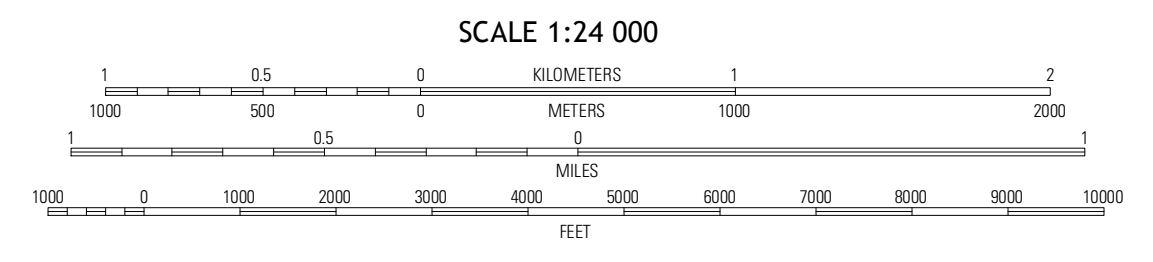 SCALE 1:24 000
1 0.5 0 KILOMETERS 1 2
1000 500 0 METERS 1000 2000
1 0.5 0 1
MILES
1000 0 1000 2000 3000 4000 5000 6000 7000 8000 9000 10000
FEET